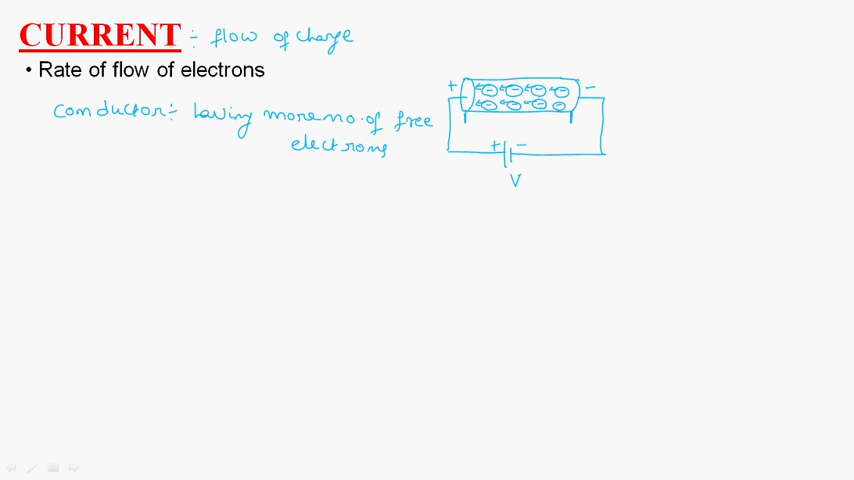 CURRENT ÷ flow of charge
• Rate of flow of electrons
Conductor ÷ having more no. of free
electrons
+ −
+ −
V